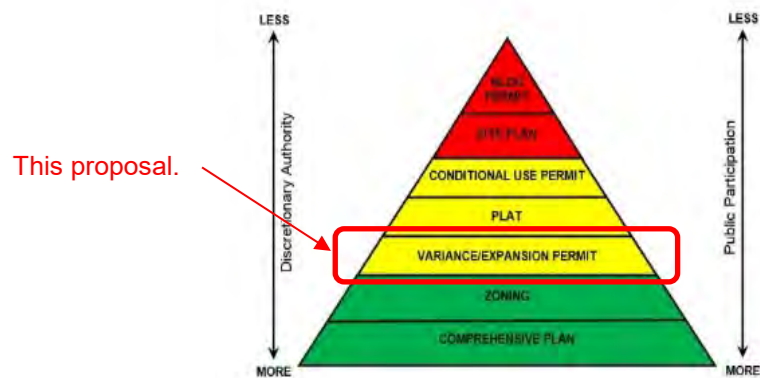 LESS
LESS
BLDG
PERMIT
SITE PLAN
This proposal.
CONDITIONAL USE PERMIT
Discretionary Authority
Public Participation
PLAT
VARIANCE/EXPANSION PERMIT
ZONING
COMPREHENSIVE PLAN
MORE
MORE